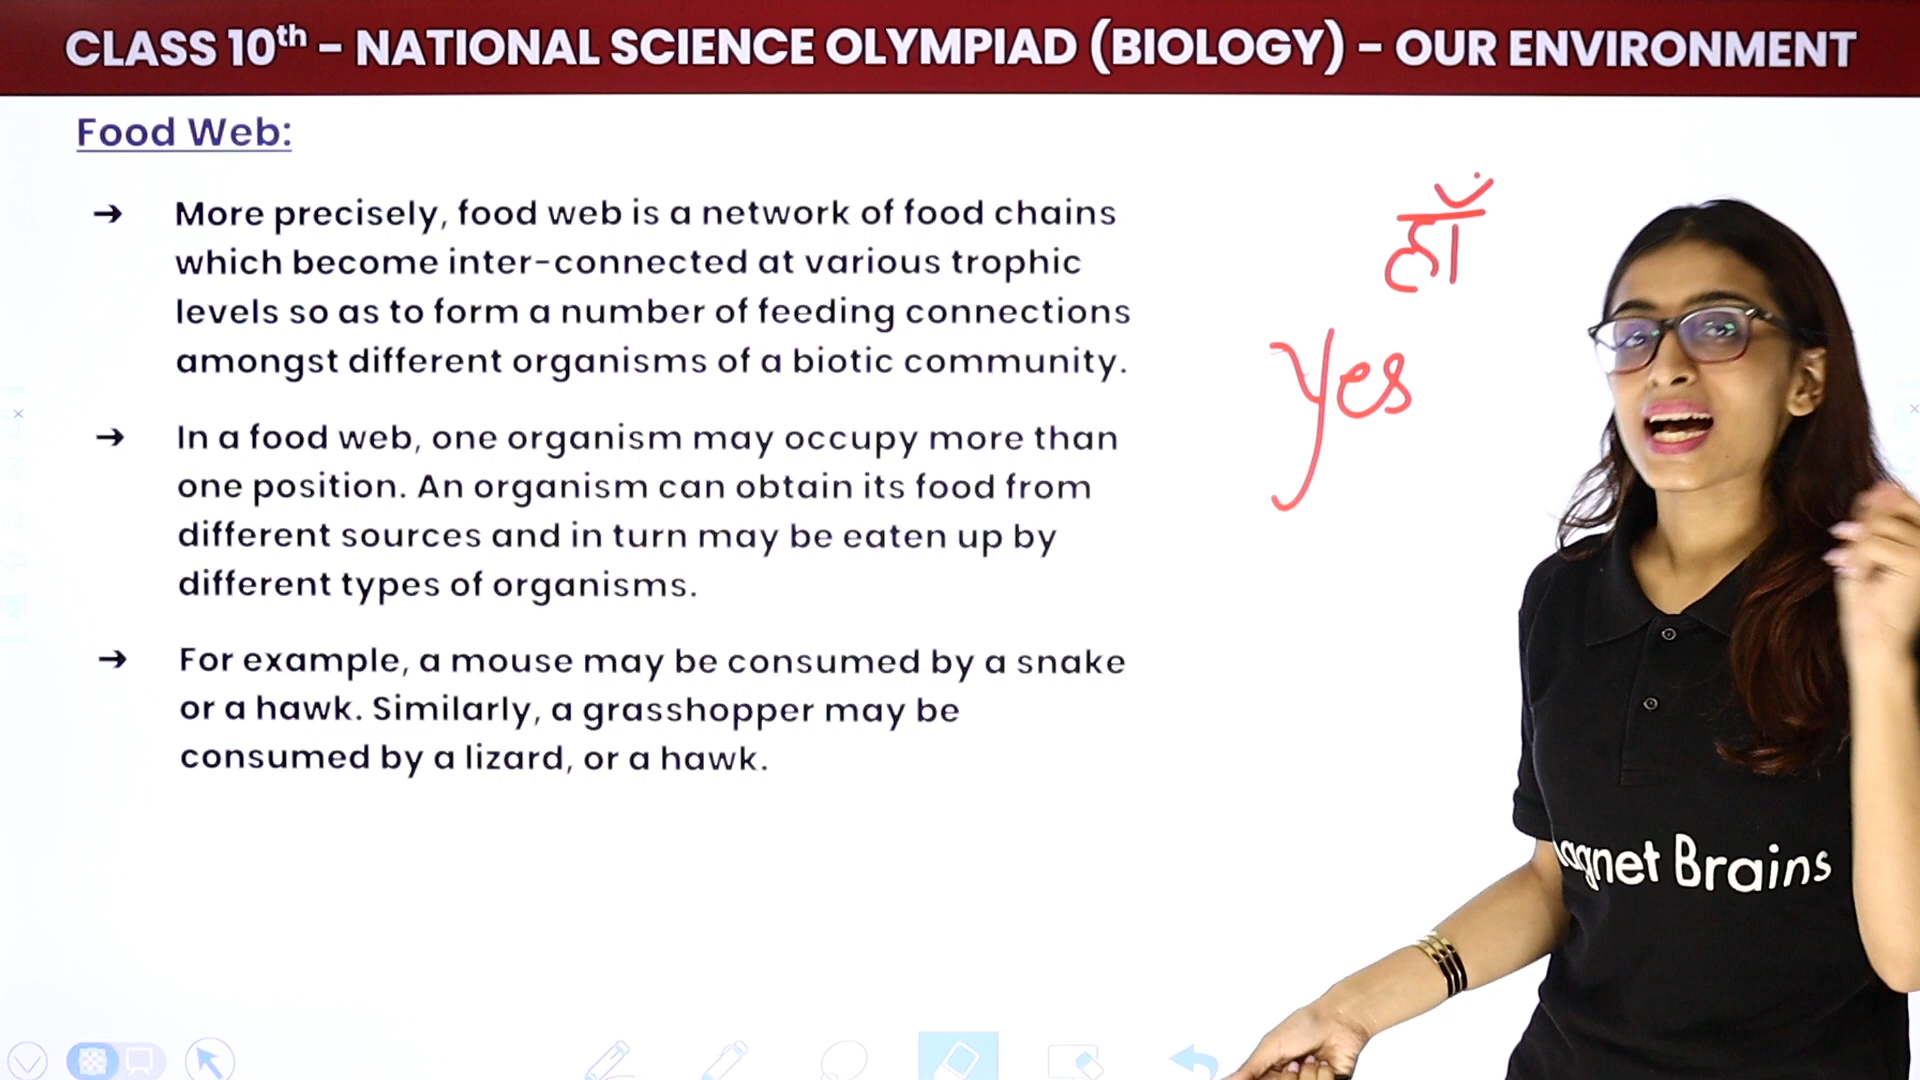 CLASS 10th – NATIONAL SCIENCE OLYMPIAD (BIOLOGY) – OUR ENVIRONMENT
Food Web:
→ More precisely, food web is a network of food chains
which become inter-connected at various trophic
levels so as to form a number of feeding connections
amongst different organisms of a biotic community.
→ In a food web, one organism may occupy more than
one position. An organism can obtain its food from
different sources and in turn may be eaten up by
different types of organisms.
→ For example, a mouse may be consumed by a snake
or a hawk. Similarly, a grasshopper may be
consumed by a lizard, or a hawk.
हाँ
Yes
agnet Brains